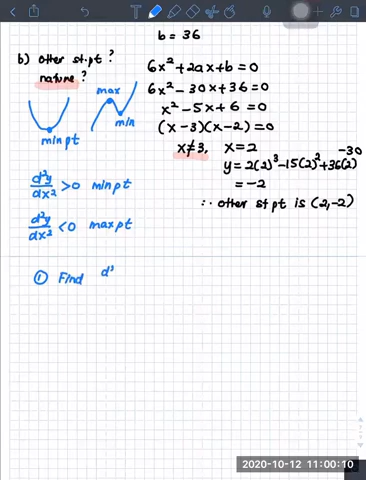 b = 36
b) other st.pt ?
nature ?
max
min
min pt
d²y/dx² > 0 min pt
d²y/dx² < 0 max pt
6x² + 2ax + b = 0
6x² - 30x + 36 = 0
x² - 5x + 6 = 0
(x - 3)(x - 2) = 0
x ≠ 3, x = 2
y = 2(2)³ - 15(2)² + 36(2) - 30
= -2
∴ other st pt is (2, -2)
① Find d²
2020-10-12 11:00:10